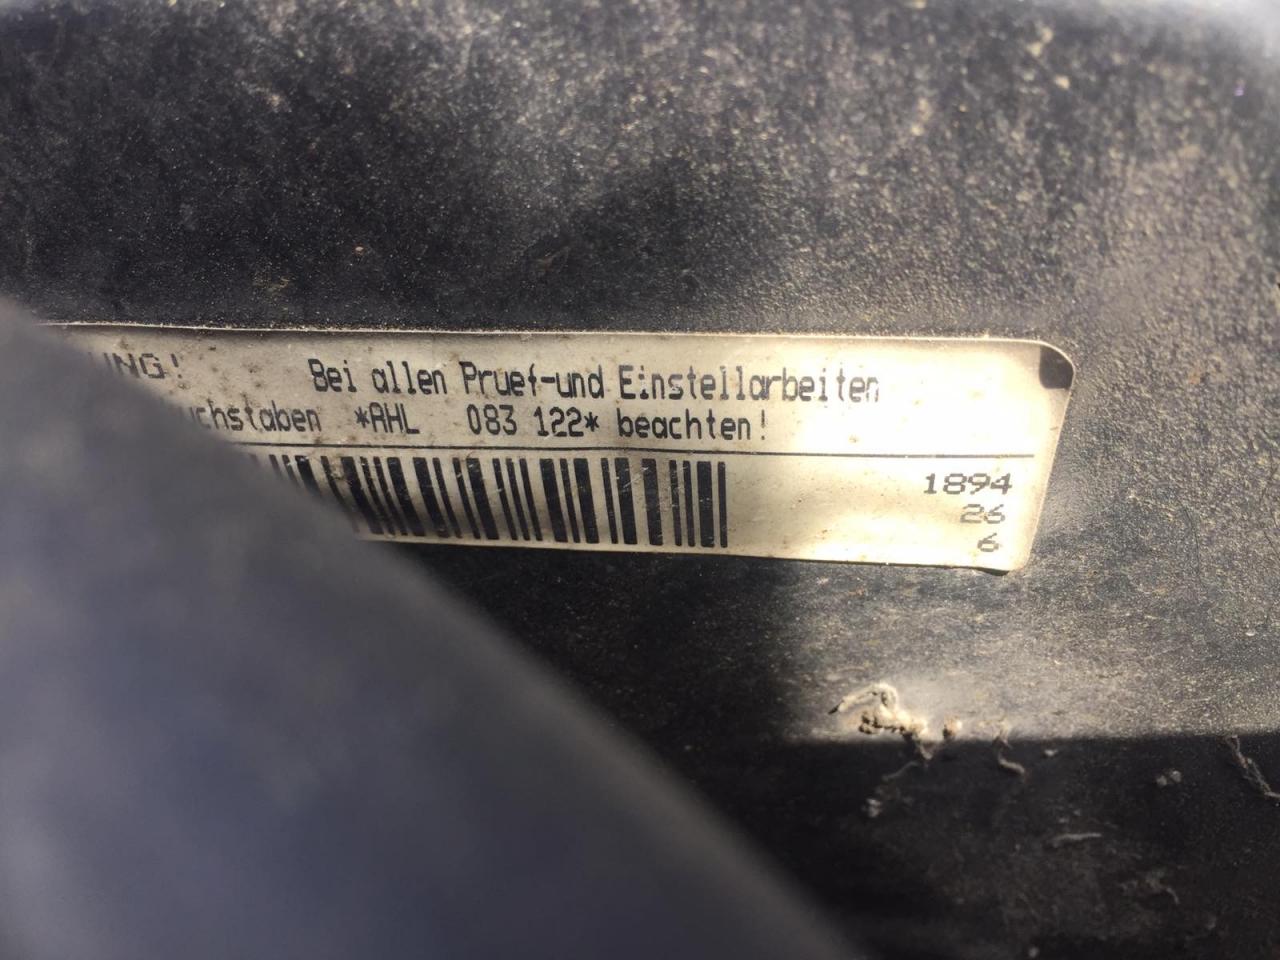 UNG! Bei allen Pruef-und Einstellarbeiten
uchstaben *AHL 083 122* beachten!
1894
26
6